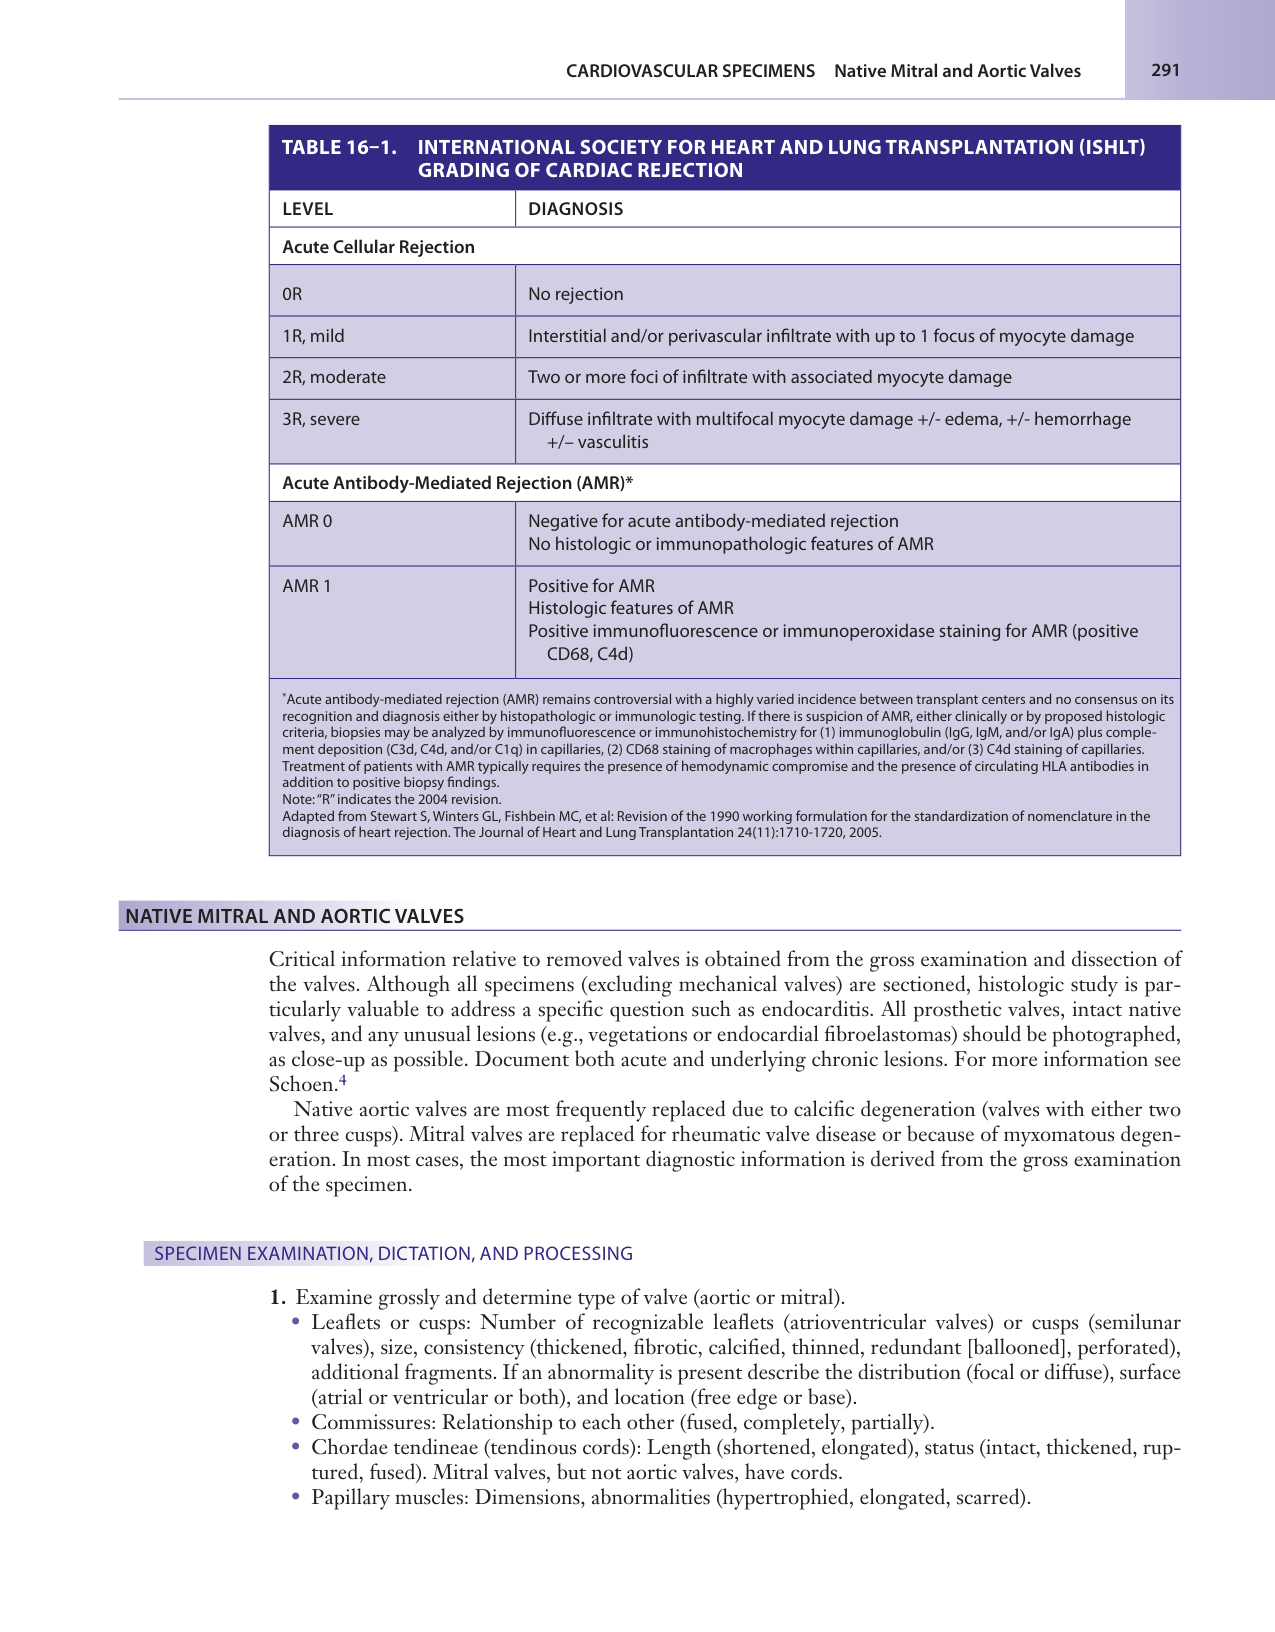 CARDIOVASCULAR SPECIMENS Native Mitral and Aortic Valves 291
TABLE 16–1. INTERNATIONAL SOCIETY FOR HEART AND LUNG TRANSPLANTATION (ISHLT)
GRADING OF CARDIAC REJECTION
LEVEL DIAGNOSIS
Acute Cellular Rejection
0R No rejection
1R, mild Interstitial and/or perivascular infiltrate with up to 1 focus of myocyte damage
2R, moderate Two or more foci of infiltrate with associated myocyte damage
3R, severe Diffuse infiltrate with multifocal myocyte damage +/- edema, +/- hemorrhage
+/– vasculitis
Acute Antibody-Mediated Rejection (AMR)*
AMR 0 Negative for acute antibody-mediated rejection
No histologic or immunopathologic features of AMR
AMR 1 Positive for AMR
Histologic features of AMR
Positive immunofluorescence or immunoperoxidase staining for AMR (positive
CD68, C4d)
*Acute antibody-mediated rejection (AMR) remains controversial with a highly varied incidence between transplant centers and no consensus on its
recognition and diagnosis either by histopathologic or immunologic testing. If there is suspicion of AMR, either clinically or by proposed histologic
criteria, biopsies may be analyzed by immunofluorescence or immunohistochemistry for (1) immunoglobulin (IgG, IgM, and/or IgA) plus comple-
ment deposition (C3d, C4d, and/or C1q) in capillaries, (2) CD68 staining of macrophages within capillaries, and/or (3) C4d staining of capillaries.
Treatment of patients with AMR typically requires the presence of hemodynamic compromise and the presence of circulating HLA antibodies in
addition to positive biopsy findings.
Note: “R” indicates the 2004 revision.
Adapted from Stewart S, Winters GL, Fishbein MC, et al: Revision of the 1990 working formulation for the standardization of nomenclature in the
diagnosis of heart rejection. The Journal of Heart and Lung Transplantation 24(11):1710-1720, 2005.
NATIVE MITRAL AND AORTIC VALVES
Critical information relative to removed valves is obtained from the gross examination and dissection of
the valves. Although all specimens (excluding mechanical valves) are sectioned, histologic study is par-
ticularly valuable to address a specific question such as endocarditis. All prosthetic valves, intact native
valves, and any unusual lesions (e.g., vegetations or endocardial fibroelastomas) should be photographed,
as close-up as possible. Document both acute and underlying chronic lesions. For more information see
Schoen.4
Native aortic valves are most frequently replaced due to calcific degeneration (valves with either two
or three cusps). Mitral valves are replaced for rheumatic valve disease or because of myxomatous degen-
eration. In most cases, the most important diagnostic information is derived from the gross examination
of the specimen.
SPECIMEN EXAMINATION, DICTATION, AND PROCESSING
1. Examine grossly and determine type of valve (aortic or mitral).
• Leaflets or cusps: Number of recognizable leaflets (atrioventricular valves) or cusps (semilunar
valves), size, consistency (thickened, fibrotic, calcified, thinned, redundant [ballooned], perforated),
additional fragments. If an abnormality is present describe the distribution (focal or diffuse), surface
(atrial or ventricular or both), and location (free edge or base).
• Commissures: Relationship to each other (fused, completely, partially).
• Chordae tendineae (tendinous cords): Length (shortened, elongated), status (intact, thickened, rup-
tured, fused). Mitral valves, but not aortic valves, have cords.
• Papillary muscles: Dimensions, abnormalities (hypertrophied, elongated, scarred).